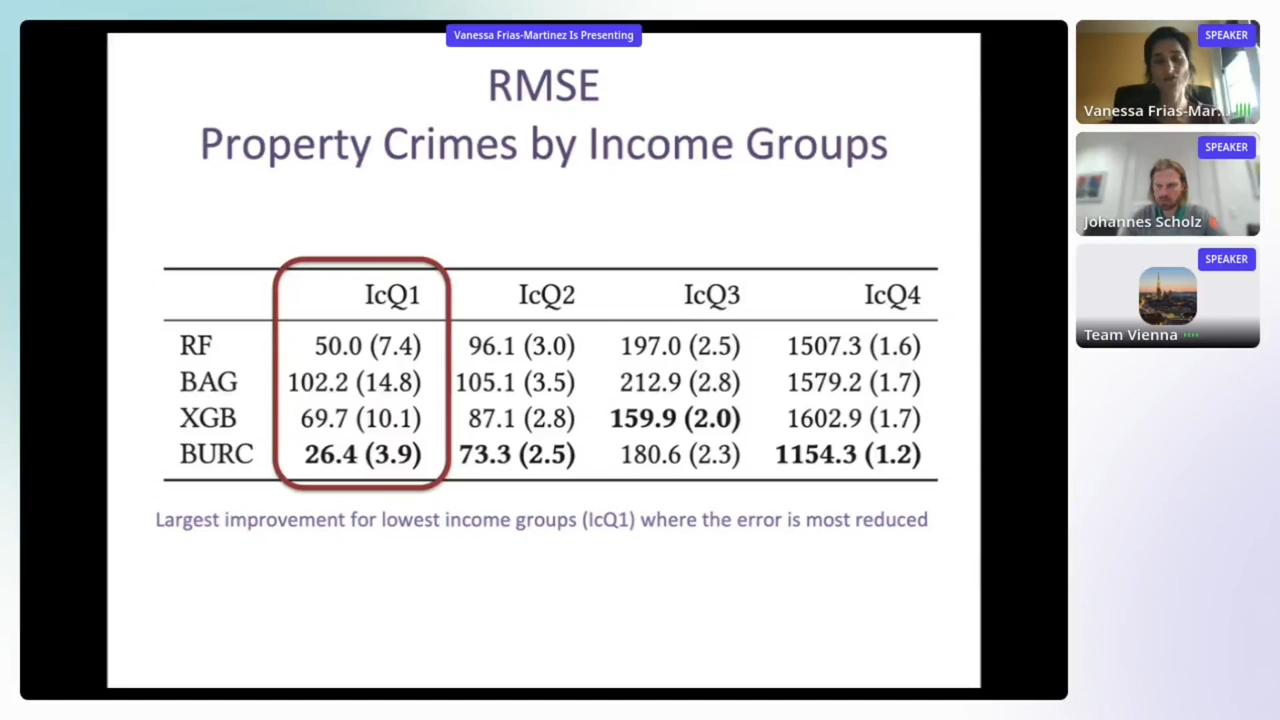 Vanessa Frias-Martinez Is Presenting
RMSE
Property Crimes by Income Groups
IcQ1 IcQ2 IcQ3 IcQ4
RF 50.0 (7.4) 96.1 (3.0) 197.0 (2.5) 1507.3 (1.6)
BAG 102.2 (14.8) 105.1 (3.5) 212.9 (2.8) 1579.2 (1.7)
XGB 69.7 (10.1) 87.1 (2.8) 159.9 (2.0) 1602.9 (1.7)
BURC 26.4 (3.9) 73.3 (2.5) 180.6 (2.3) 1154.3 (1.2)
Largest improvement for lowest income groups (IcQ1) where the error is most reduced
SPEAKER
Vanessa Frias-Mar...
SPEAKER
Johannes Scholz
SPEAKER
Team Vienna